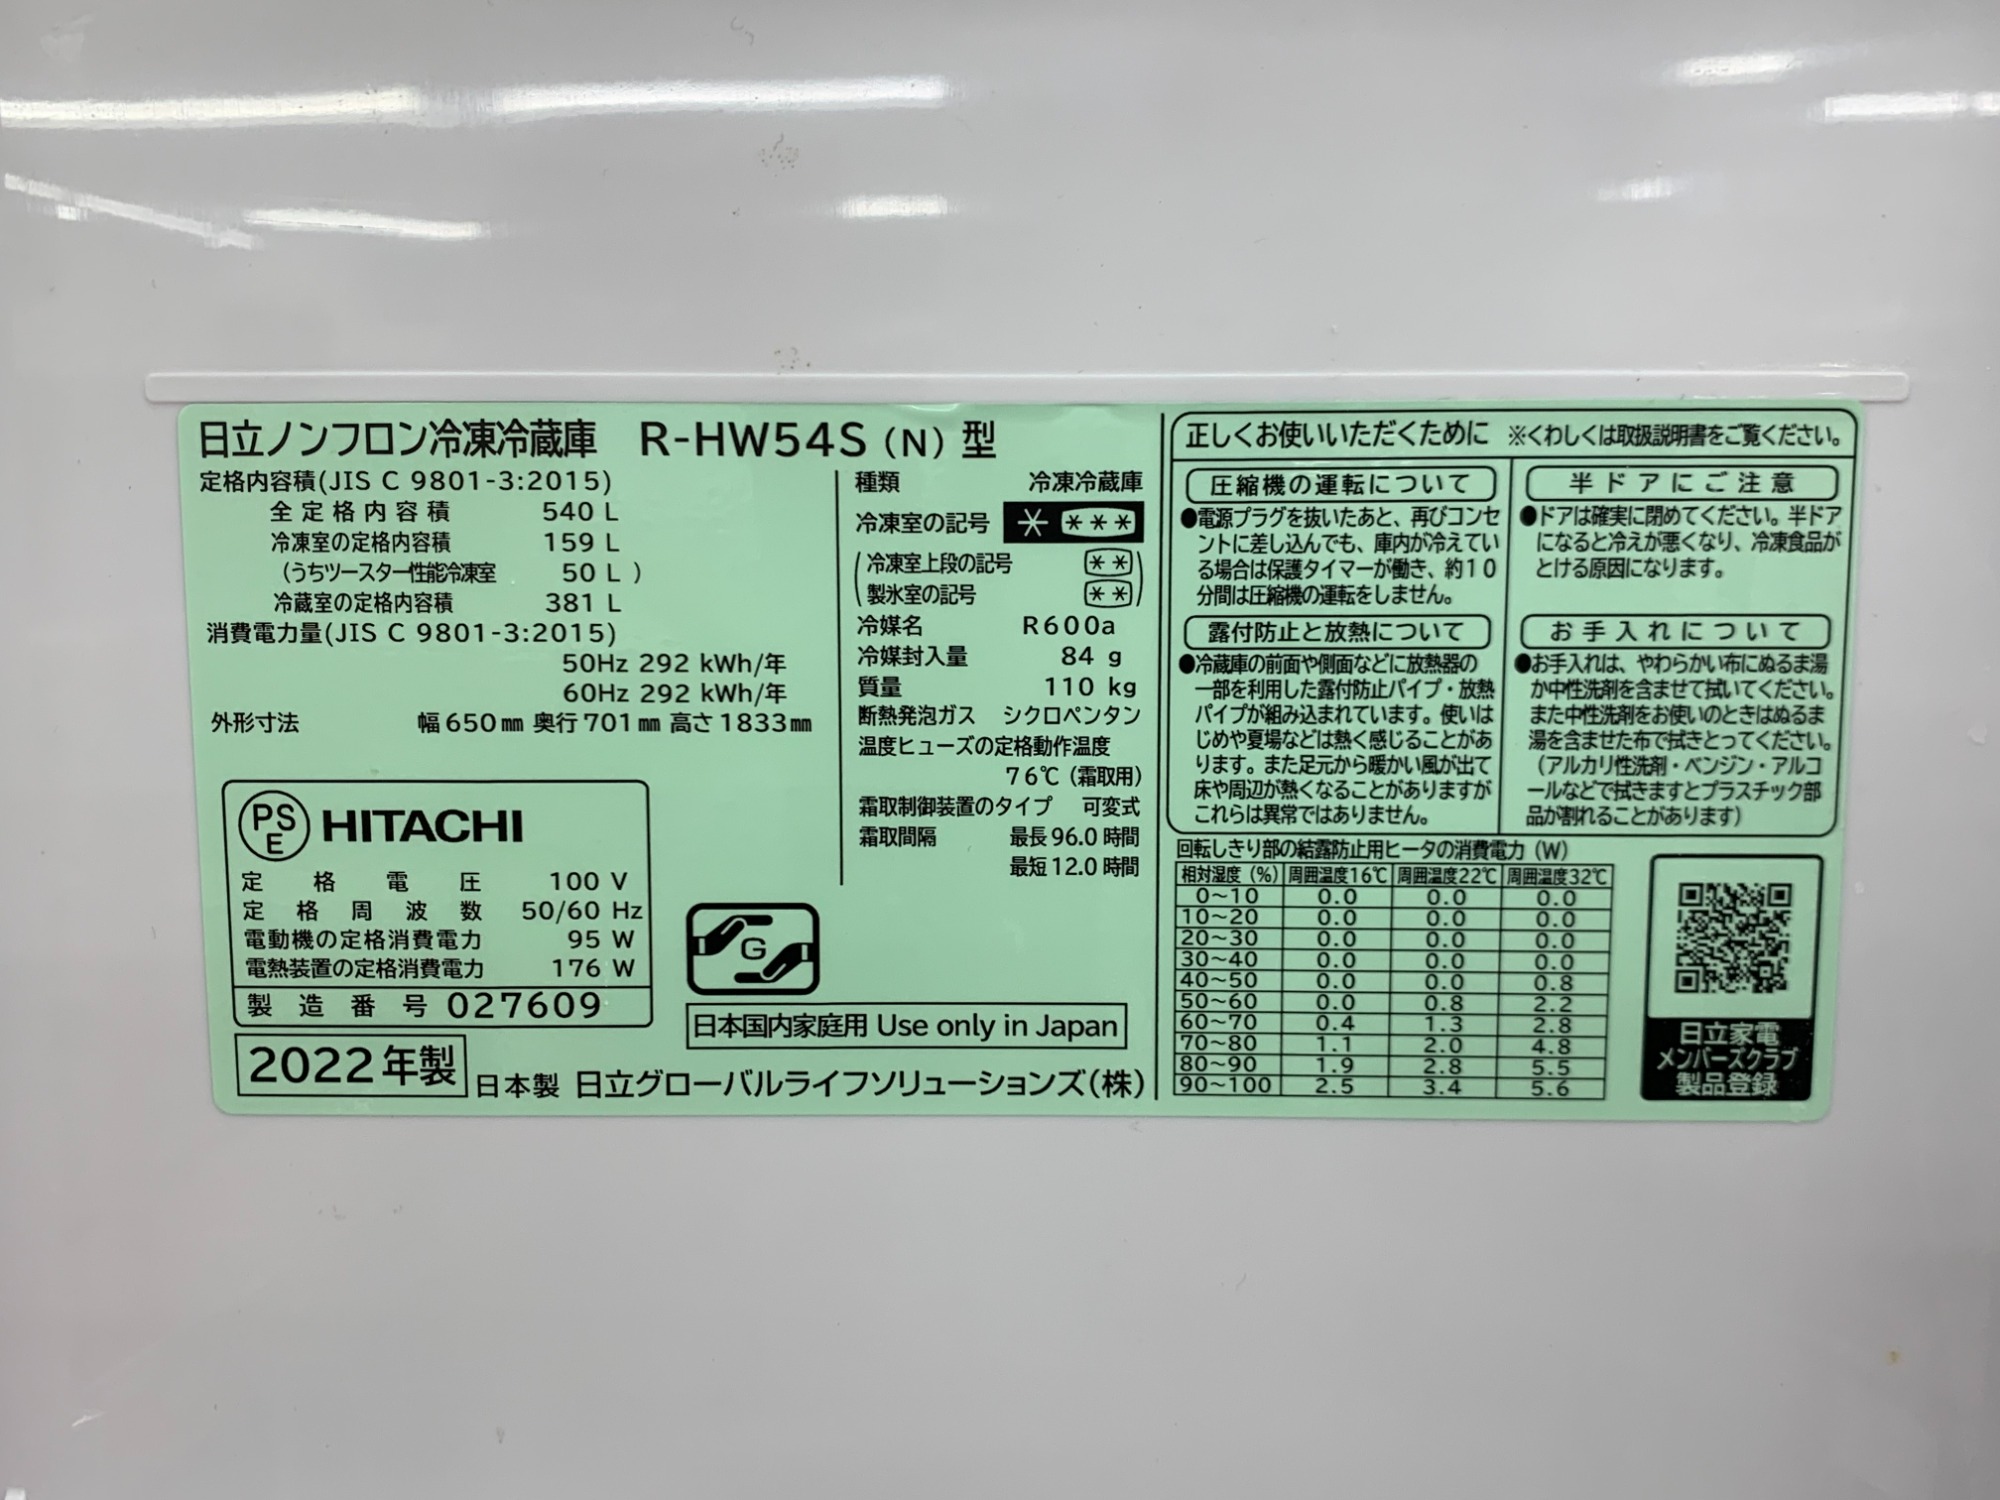 日立ノンフロン冷凍冷蔵庫 R-HW54S (N) 型
定格内容積(JIS C 9801-3:2015)
全定格内容積 540 L
冷凍室の定格内容積 159 L
(うちツースター性能冷凍室 50 L )
冷蔵室の定格内容積 381 L
消費電力量(JIS C 9801-3:2015)
50Hz 292 kWh/年
60Hz 292 kWh/年
外形寸法 幅650㎜ 奥行701㎜ 高さ1833㎜
PS E HITACHI
定格電圧 100 V
定格周波数 50/60 Hz
電動機の定格消費電力 95 W
電熱装置の定格消費電力 176 W
製造番号 027609
2022年製
日本製 日立グローバルライフソリューションズ(株)
種類 冷凍冷蔵庫
冷凍室の記号 * ***
(冷凍室上段の記号 **)
(製氷室の記号 **)
冷媒名 R600a
冷媒封入量 84 g
質量 110 kg
断熱発泡ガス シクロペンタン
温度ヒューズの定格動作温度
76℃(霜取用)
霜取制御装置のタイプ 可変式
霜取間隔 最長96.0時間
最短12.0時間
G
日本国内家庭用 Use only in Japan
正しくお使いいただくために ※くわしくは取扱説明書をご覧ください。
圧縮機の運転について
●電源プラグを抜いたあと、再びコンセ
ントに差し込んでも、庫内が冷えてい
る場合は保護タイマーが働き、約10
分間は圧縮機の運転をしません。
露付防止と放熱について
●冷蔵庫の前面や側面などに放熱器の
一部を利用した露付防止パイプ・放熱
パイプが組み込まれています。使いは
じめや夏場などは熱く感じることがあ
ります。また足元から暖かい風が出て
床や周辺が熱くなることがありますが
これらは異常ではありません。
半ドアにご注意
●ドアは確実に閉めてください。半ドア
になると冷えが悪くなり、冷凍食品が
とける原因になります。
お手入れについて
●お手入れは、やわらかい布にぬるま湯
か中性洗剤を含ませて拭いてください。
また中性洗剤をお使いのときはぬるま
湯を含ませた布で拭きとってください。
(アルカリ性洗剤・ベンジン・アルコ
ールなどで拭きますとプラスチック部
品が割れることがあります)
回転しきり部の結露防止用ヒータの消費電力(W)
相対湿度(%) 周囲温度16℃ 周囲温度22℃ 周囲温度32℃
0~10 0.0 0.0 0.0
10~20 0.0 0.0 0.0
20~30 0.0 0.0 0.0
30~40 0.0 0.0 0.0
40~50 0.0 0.0 0.8
50~60 0.0 0.8 2.2
60~70 0.4 1.3 2.8
70~80 1.1 2.0 4.8
80~90 1.9 2.8 5.5
90~100 2.5 3.4 5.6
日立家電
メンバーズクラブ
製品登録